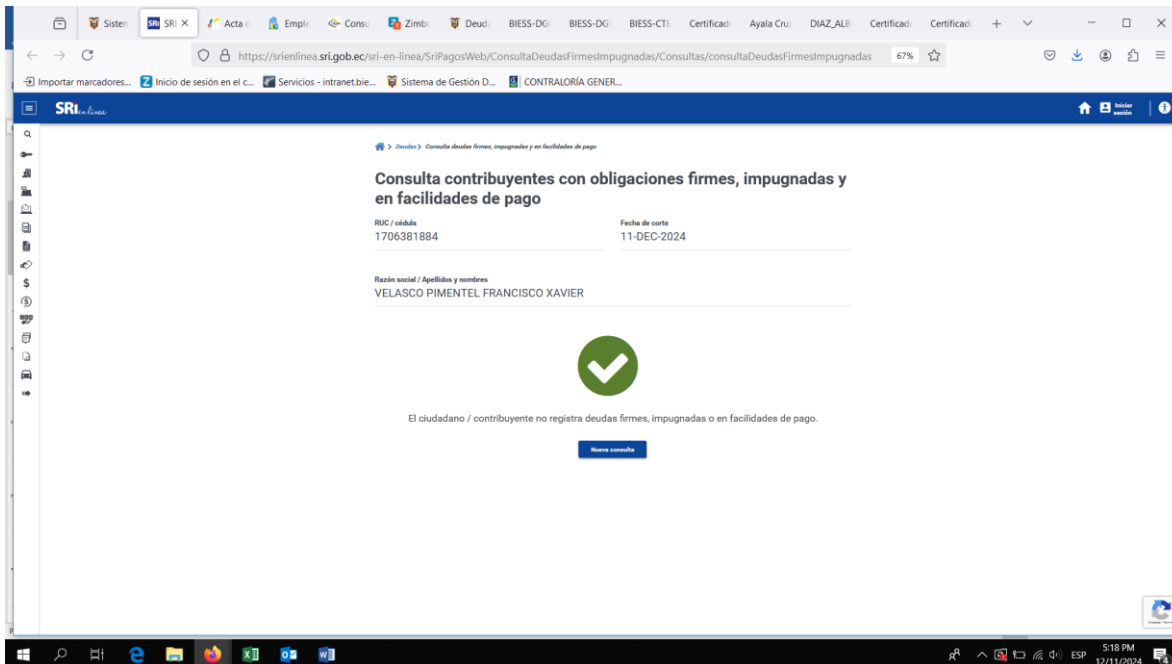 Sisten
SRI
SRI
Acta d
Emple
Consu
Zimbr
Deud
BIESS-DG
BIESS-DG
BIESS-CTE
Certificad
Ayala Cru
DIAZ_ALB
Certificad
Certificad
https://srienlinea.sri.gob.ec/sri-en-linea/SriPagosWeb/ConsultaDeudasFirmesImpugnadas/Consultas/consultaDeudasFirmesImpugnadas
67%
Importar marcadores...
Inicio de sesión en el c...
Servicios - intranet.bie...
Sistema de Gestión D...
CONTRALORÍA GENER...
SRi en línea
Iniciar sesión
Deudas > Consulta deudas firmes, impugnadas y en facilidades de pago
Consulta contribuyentes con obligaciones firmes, impugnadas y
en facilidades de pago
RUC / cédula
Fecha de corte
1706381884
11-DEC-2024
Razón social / Apellidos y nombres
VELASCO PIMENTEL FRANCISCO XAVIER
El ciudadano / contribuyente no registra deudas firmes, impugnadas o en facilidades de pago.
Nueva consulta
ESP
5:18 PM
12/11/2024